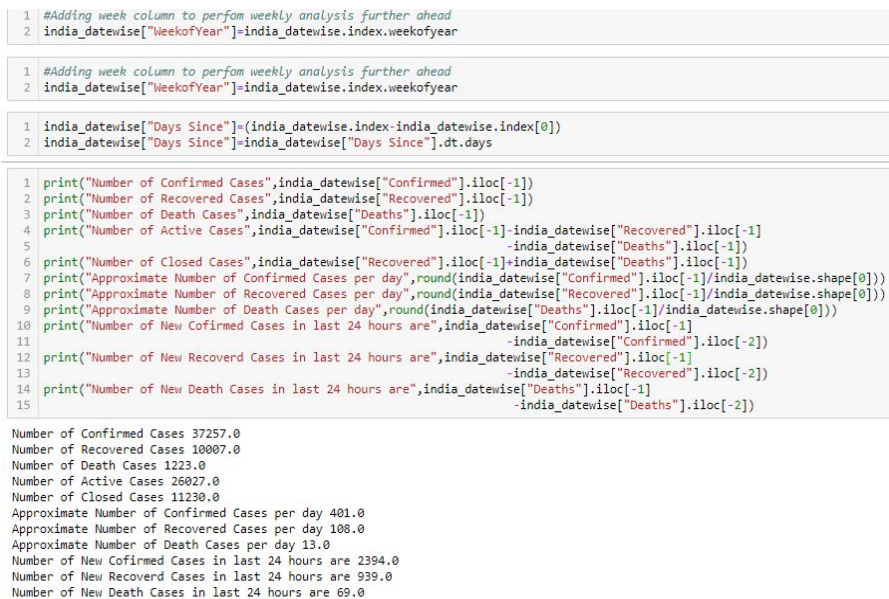 1 #Adding week column to perfom weekly analysis further ahead
2 india_datewise["WeekofYear"]=india_datewise.index.weekofyear
1 #Adding week column to perfom weekly analysis further ahead
2 india_datewise["WeekofYear"]=india_datewise.index.weekofyear
1 india_datewise["Days Since"]=(india_datewise.index-india_datewise.index[0])
2 india_datewise["Days Since"]=india_datewise["Days Since"].dt.days
1 print("Number of Confirmed Cases",india_datewise["Confirmed"].iloc[-1])
2 print("Number of Recovered Cases",india_datewise["Recovered"].iloc[-1])
3 print("Number of Death Cases",india_datewise["Deaths"].iloc[-1])
4 print("Number of Active Cases",india_datewise["Confirmed"].iloc[-1]-india_datewise["Recovered"].iloc[-1]
5 -india_datewise["Deaths"].iloc[-1])
6 print("Number of Closed Cases",india_datewise["Recovered"].iloc[-1]+india_datewise["Deaths"].iloc[-1])
7 print("Approximate Number of Confirmed Cases per day",round(india_datewise["Confirmed"].iloc[-1]/india_datewise.shape[0]))
8 print("Approximate Number of Recovered Cases per day",round(india_datewise["Recovered"].iloc[-1]/india_datewise.shape[0]))
9 print("Approximate Number of Death Cases per day",round(india_datewise["Deaths"].iloc[-1]/india_datewise.shape[0]))
10 print("Number of New Cofirmed Cases in last 24 hours are",india_datewise["Confirmed"].iloc[-1]
11 -india_datewise["Confirmed"].iloc[-2])
12 print("Number of New Recoverd Cases in last 24 hours are",india_datewise["Recovered"].iloc[-1]
13 -india_datewise["Recovered"].iloc[-2])
14 print("Number of New Death Cases in last 24 hours are",india_datewise["Deaths"].iloc[-1]
15 -india_datewise["Deaths"].iloc[-2])
Number of Confirmed Cases 37257.0
Number of Recovered Cases 10007.0
Number of Death Cases 1223.0
Number of Active Cases 26027.0
Number of Closed Cases 11230.0
Approximate Number of Confirmed Cases per day 401.0
Approximate Number of Recovered Cases per day 108.0
Approximate Number of Death Cases per day 13.0
Number of New Cofirmed Cases in last 24 hours are 2394.0
Number of New Recoverd Cases in last 24 hours are 939.0
Number of New Death Cases in last 24 hours are 69.0